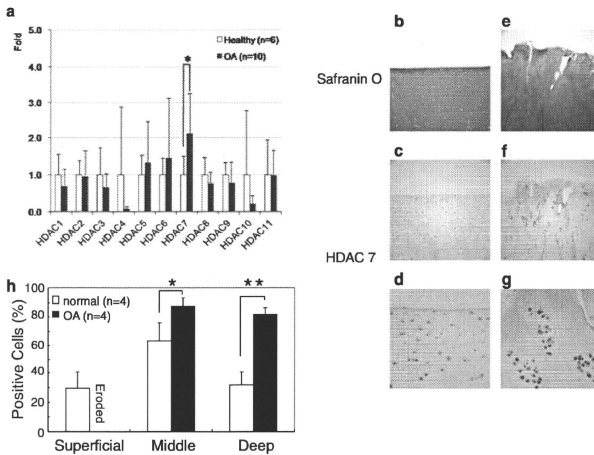 a
Fold
5.0
4.0
3.0
2.0
1.0
0.0
Healthy (n=6)
OA (n=10)
*
HDAC1
HDAC2
HDAC3
HDAC4
HDAC5
HDAC6
HDAC7
HDAC8
HDAC9
HDAC10
HDAC11
b
e
Safranin O
c
f
HDAC 7
d
g
h
Positive Cells (%)
100
80
60
40
20
0
normal (n=4)
OA (n=4)
*
**
Eroded
Superficial Middle Deep